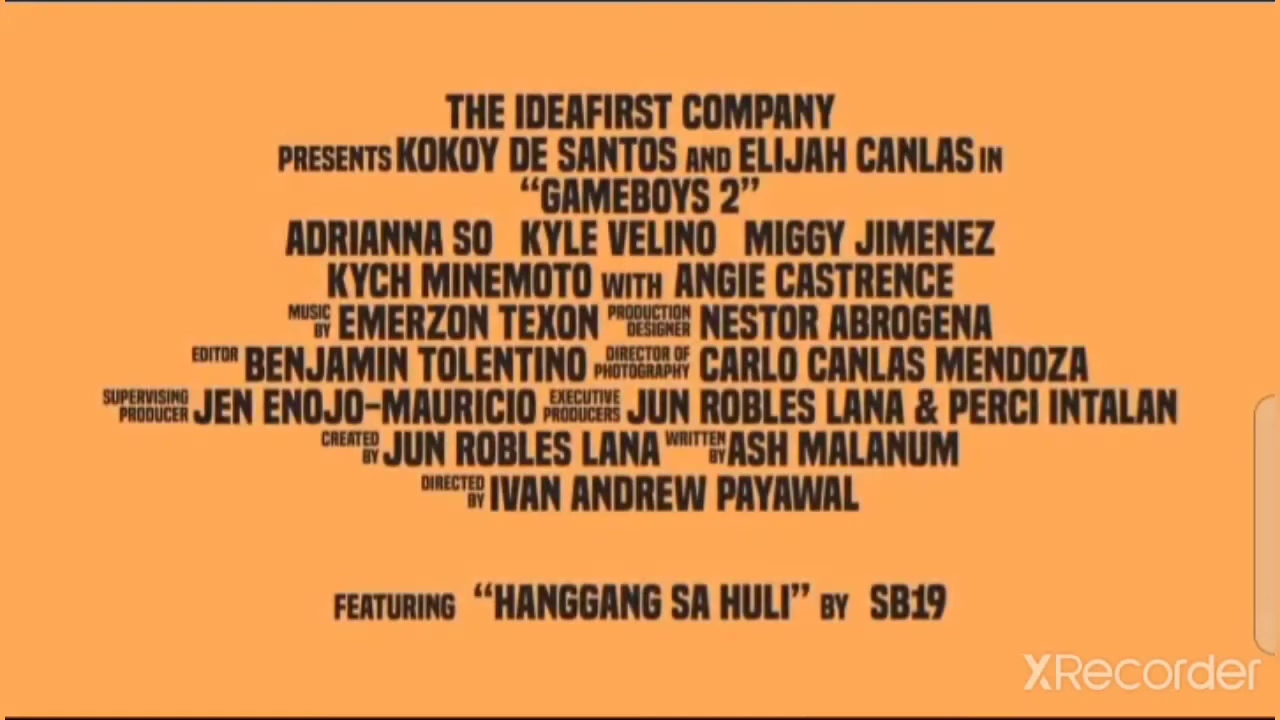 THE IDEAFIRST COMPANY
PRESENTS KOKOY DE SANTOS AND ELIJAH CANLAS IN
“GAMEBOYS 2”
ADRIANNA SO KYLE VELINO MIGGY JIMENEZ
KYCH MINEMOTO WITH ANGIE CASTRENCE
MUSIC BY EMERZON TEXON PRODUCTION DESIGNER NESTOR ABROGENA
EDITOR BENJAMIN TOLENTINO DIRECTOR OF PHOTOGRAPHY CARLO CANLAS MENDOZA
SUPERVISING PRODUCER JEN ENOJO-MAURICIO EXECUTIVE PRODUCERS JUN ROBLES LANA & PERCI INTALAN
CREATED BY JUN ROBLES LANA WRITTEN BY ASH MALANUM
DIRECTED BY IVAN ANDREW PAYAWAL
FEATURING “HANGGANG SA HULI” BY SB19
XRecorder